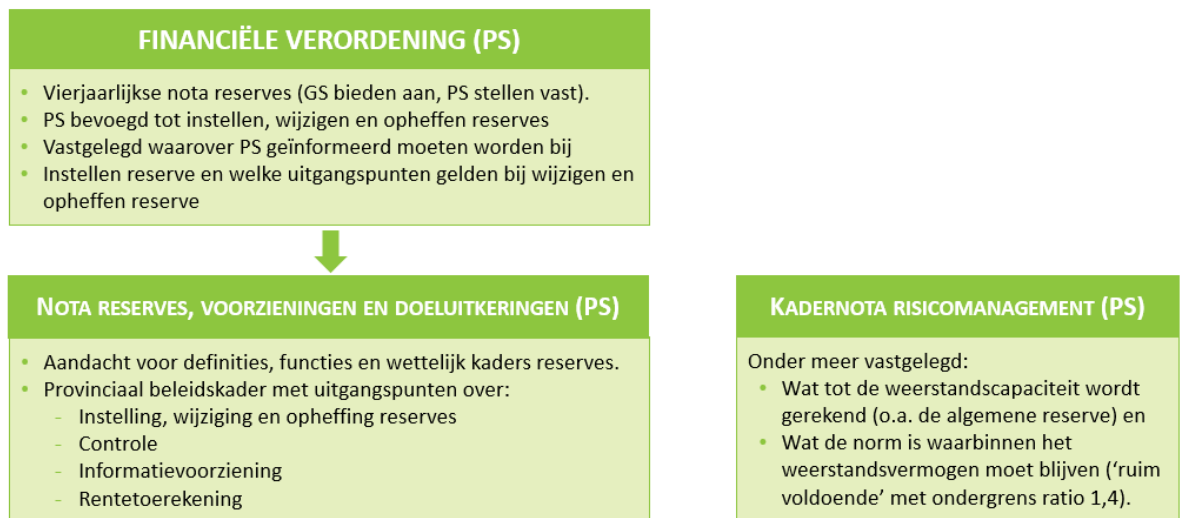 FINANCIËLE VERORDENING (PS)
• Vierjaarlijkse nota reserves (GS bieden aan, PS stellen vast).
• PS bevoegd tot instellen, wijzigen en opheffen reserves
• Vastgelegd waarover PS geïnformeerd moeten worden bij
• Instellen reserve en welke uitgangspunten gelden bij wijzigen en
opheffen reserve
NOTA RESERVES, VOORZIENINGEN EN DOELUITKERINGEN (PS)
• Aandacht voor definities, functies en wettelijk kaders reserves.
• Provinciaal beleidskader met uitgangspunten over:
- Instelling, wijziging en opheffing reserves
- Controle
- Informatievoorziening
- Rentetoerekening
KADERNOTA RISICOMANAGEMENT (PS)
Onder meer vastgelegd:
• Wat tot de weerstandscapaciteit wordt
gerekend (o.a. de algemene reserve) en
• Wat de norm is waarbinnen het
weerstandsvermogen moet blijven (‘ruim
voldoende’ met ondergrens ratio 1,4).